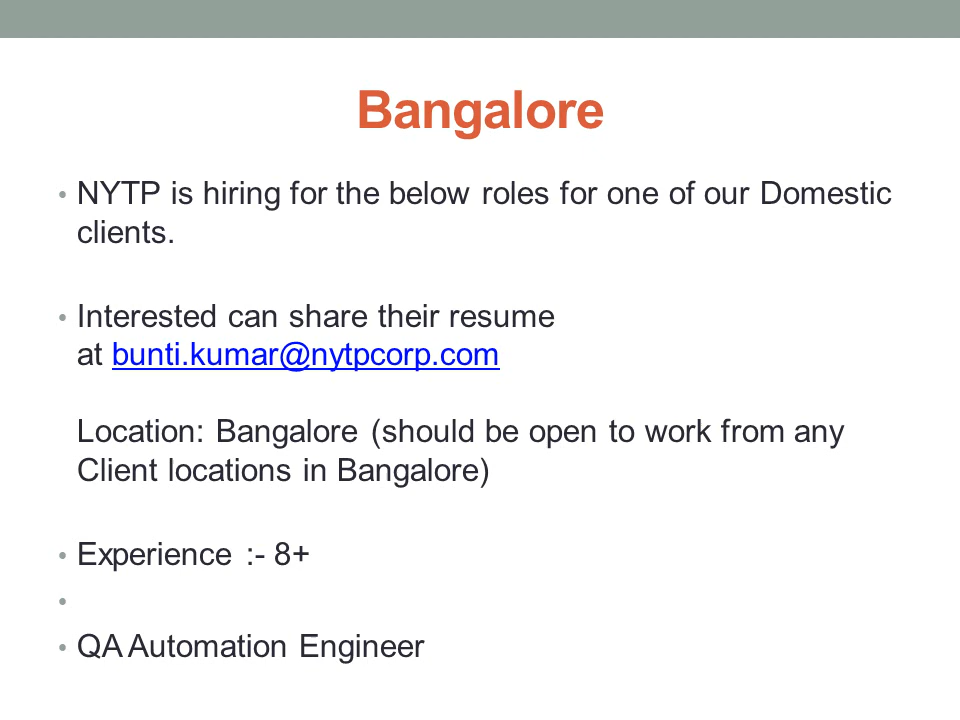 Bangalore
• NYTP is hiring for the below roles for one of our Domestic
clients.
• Interested can share their resume
at bunti.kumar@nytpcorp.com
Location: Bangalore (should be open to work from any
Client locations in Bangalore)
• Experience :- 8+
•
• QA Automation Engineer